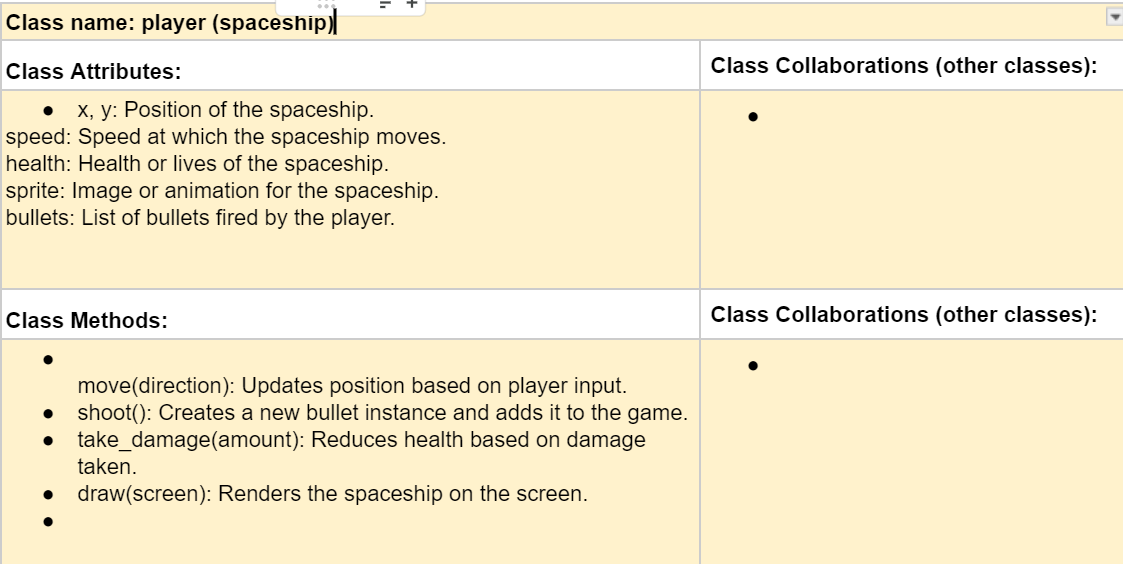 Class name: player (spaceship)
Class Attributes:
Class Collaborations (other classes):
● x, y: Position of the spaceship.
speed: Speed at which the spaceship moves.
health: Health or lives of the spaceship.
sprite: Image or animation for the spaceship.
bullets: List of bullets fired by the player.
●
Class Methods:
Class Collaborations (other classes):
●
move(direction): Updates position based on player input.
● shoot(): Creates a new bullet instance and adds it to the game.
● take_damage(amount): Reduces health based on damage
taken.
● draw(screen): Renders the spaceship on the screen.
●
●